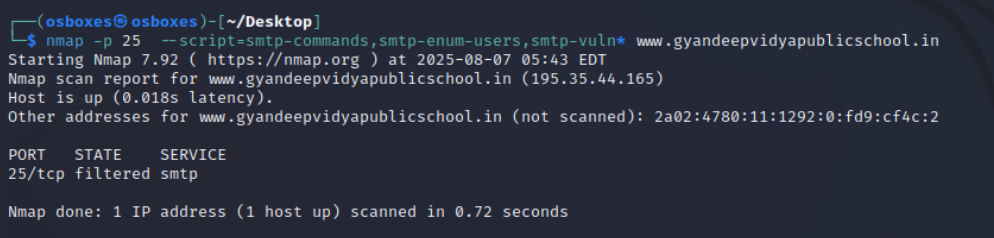 ┌──(osboxes㉿osboxes)-[~/Desktop]
└─$ nmap -p 25  --script=smtp-commands,smtp-enum-users,smtp-vuln* www.gyandeepvidyapublicschool.in
Starting Nmap 7.92 ( https://nmap.org ) at 2025-08-07 05:43 EDT
Nmap scan report for www.gyandeepvidyapublicschool.in (195.35.44.165)
Host is up (0.018s latency).
Other addresses for www.gyandeepvidyapublicschool.in (not scanned): 2a02:4780:11:1292:0:fd9:cf4c:2
PORT   STATE    SERVICE
25/tcp filtered smtp
Nmap done: 1 IP address (1 host up) scanned in 0.72 seconds